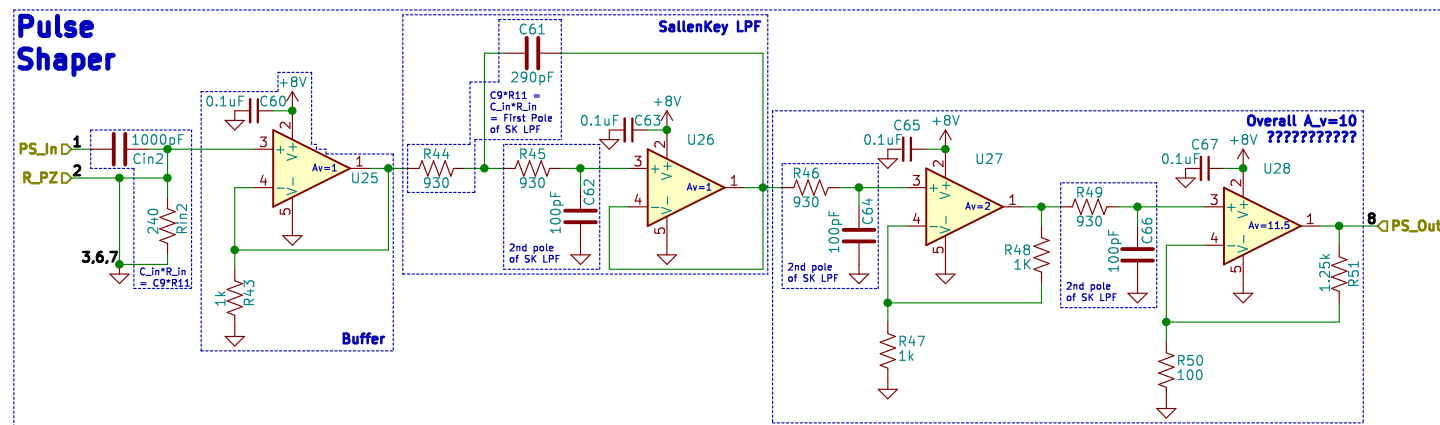 Pulse
Shaper
SallenKey LPF
C61
290pF
C9*R11 =
C_in*R_in
= First Pole
of SK LPF
+8V
0.1uF
C60
1000pF
Cin2
PS_In
1
R_PZ
2
3
4
2
5
1
+
−
V+
V−
Av=1
U25
240
Rin2
3,6,7
C_in*R_in
= C9*R11
1k
R43
Buffer
R44
930
R45
930
C62
100pF
2nd pole
of SK LPF
+8V
0.1uF
C63
U26
3
4
2
5
1
+
−
V+
V−
Av=1
R46
930
C64
100pF
2nd pole
of SK LPF
+8V
C65
0.1uF
U27
3
4
2
5
1
+
−
V+
V−
Av=2
R48
1K
R47
1k
R49
930
C66
100pF
2nd pole
of SK LPF
Overall A_v=10
???????????
+8V
C67
0.1uF
U28
3
4
2
5
1
+
−
V+
V−
Av=11.5
1.25k
R51
R50
100
8
PS_Out